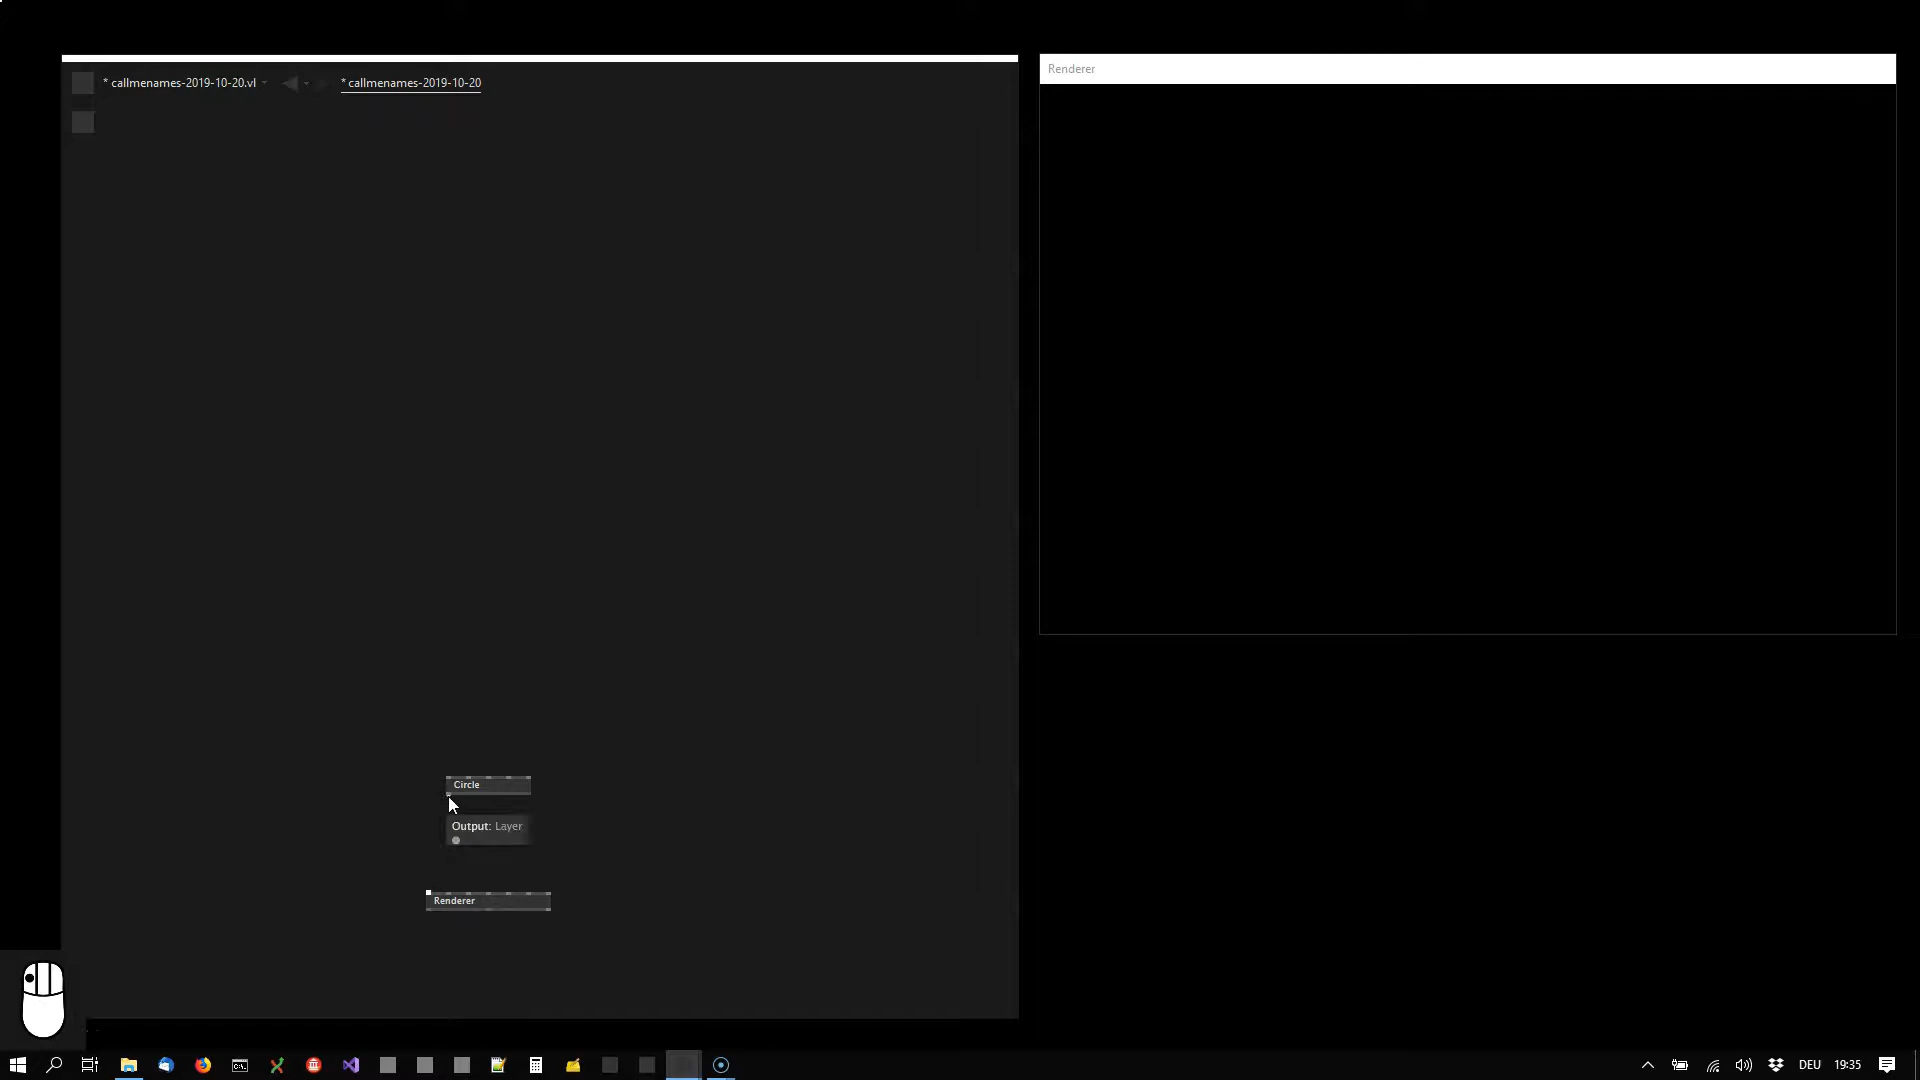 * callmenames-2019-10-20.vl
* callmenames-2019-10-20
Renderer
Circle
Output: Layer
Renderer
DEU
19:35